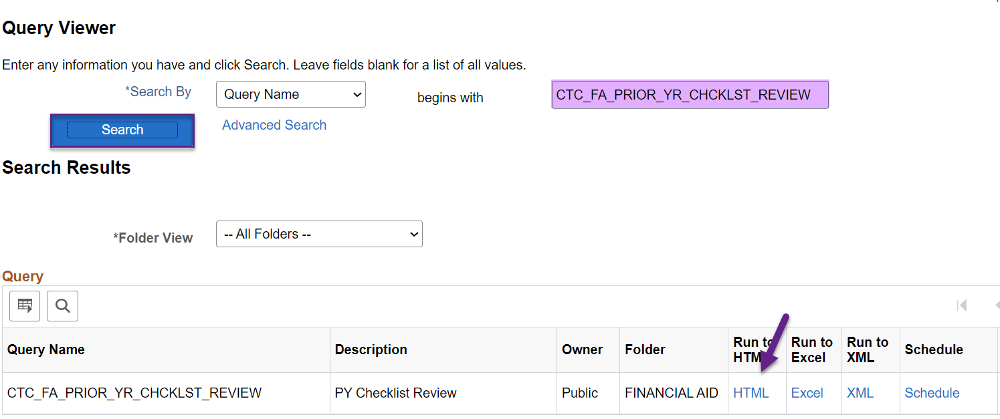 Query Viewer
Enter any information you have and click Search. Leave fields blank for a list of all values.
*Search By Query Name begins with CTC_FA_PRIOR_YR_CHCKLST_REVIEW
Search Advanced Search
Search Results
*Folder View -- All Folders --
Query
Query Name Description Owner Folder Run to HTM Run to Excel Run to XML Schedule
CTC_FA_PRIOR_YR_CHCKLST_REVIEW PY Checklist Review Public FINANCIAL AID HTML Excel XML Schedule